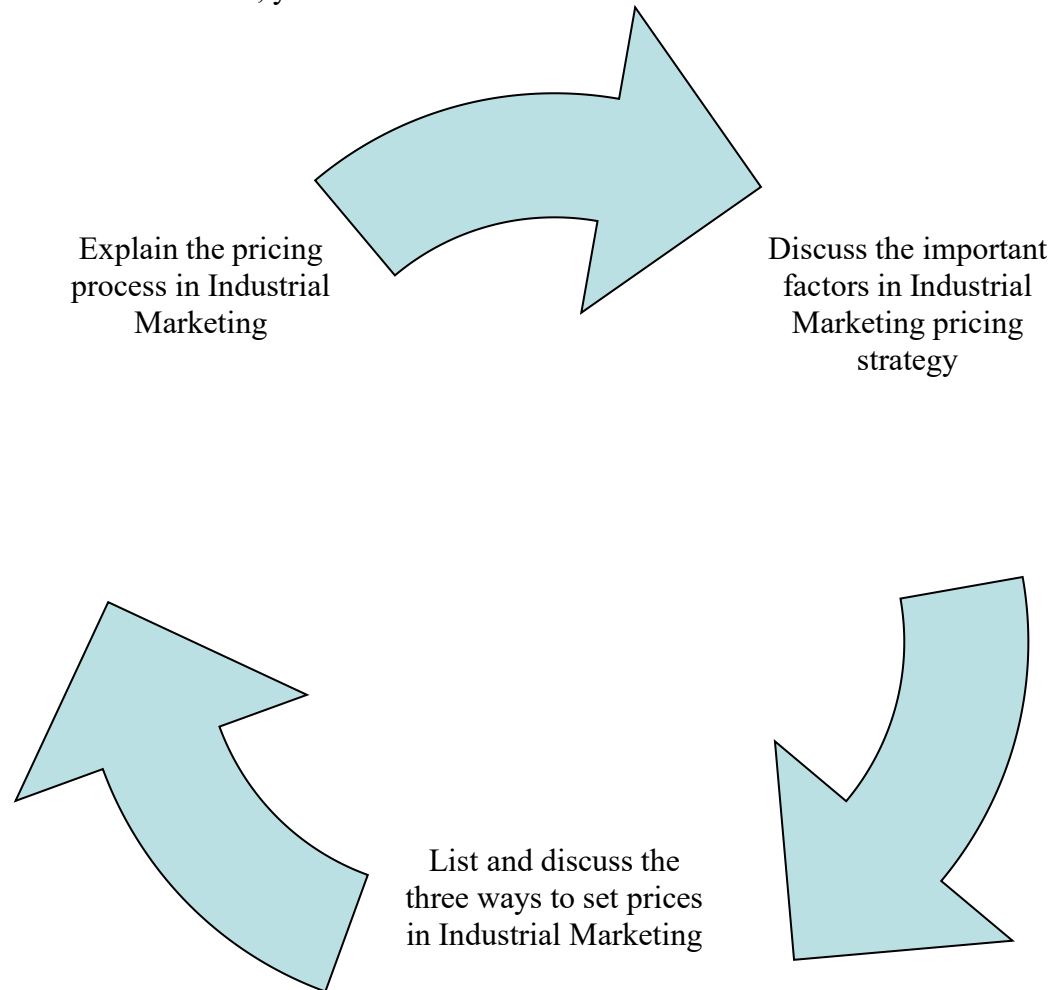 Explain the pricing
process in Industrial
Marketing
Discuss the important
factors in Industrial
Marketing pricing
strategy
List and discuss the
three ways to set prices
in Industrial Marketing